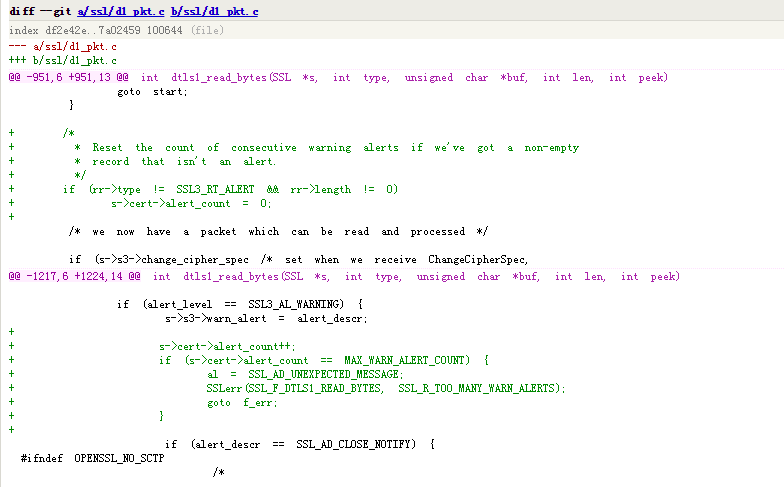 diff --git a/ssl/d1_pkt.c b/ssl/d1_pkt.c
index df2e42e..7a02459 100644 (file)
--- a/ssl/d1_pkt.c
+++ b/ssl/d1_pkt.c
@@ -951,6 +951,13 @@ int dtls1_read_bytes(SSL *s, int type, unsigned char *buf, int len, int peek)
goto start;
}
+ /*
+ * Reset the count of consecutive warning alerts if we've got a non-empty
+ * record that isn't an alert.
+ */
+ if (rr->type != SSL3_RT_ALERT && rr->length != 0)
+ s->cert->alert_count = 0;
+
/* we now have a packet which can be read and processed */
if (s->s3->change_cipher_spec /* set when we receive ChangeCipherSpec,
@@ -1217,6 +1224,14 @@ int dtls1_read_bytes(SSL *s, int type, unsigned char *buf, int len, int peek)
if (alert_level == SSL3_AL_WARNING) {
s->s3->warn_alert = alert_descr;
+
+ s->cert->alert_count++;
+ if (s->cert->alert_count == MAX_WARN_ALERT_COUNT) {
+ al = SSL_AD_UNEXPECTED_MESSAGE;
+ SSLerr(SSL_F_DTLS1_READ_BYTES, SSL_R_TOO_MANY_WARN_ALERTS);
+ goto f_err;
+ }
+
if (alert_descr == SSL_AD_CLOSE_NOTIFY) {
#ifndef OPENSSL_NO_SCTP
/*